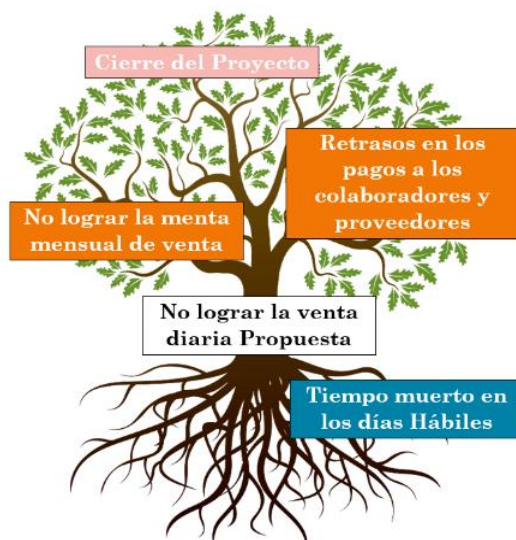 Cierre del Proyecto
Retrasos en los
pagos a los
colaboradores y
proveedores
No lograr la menta
mensual de venta
No lograr la venta
diaria Propuesta
Tiempo muerto en
los días Hábiles